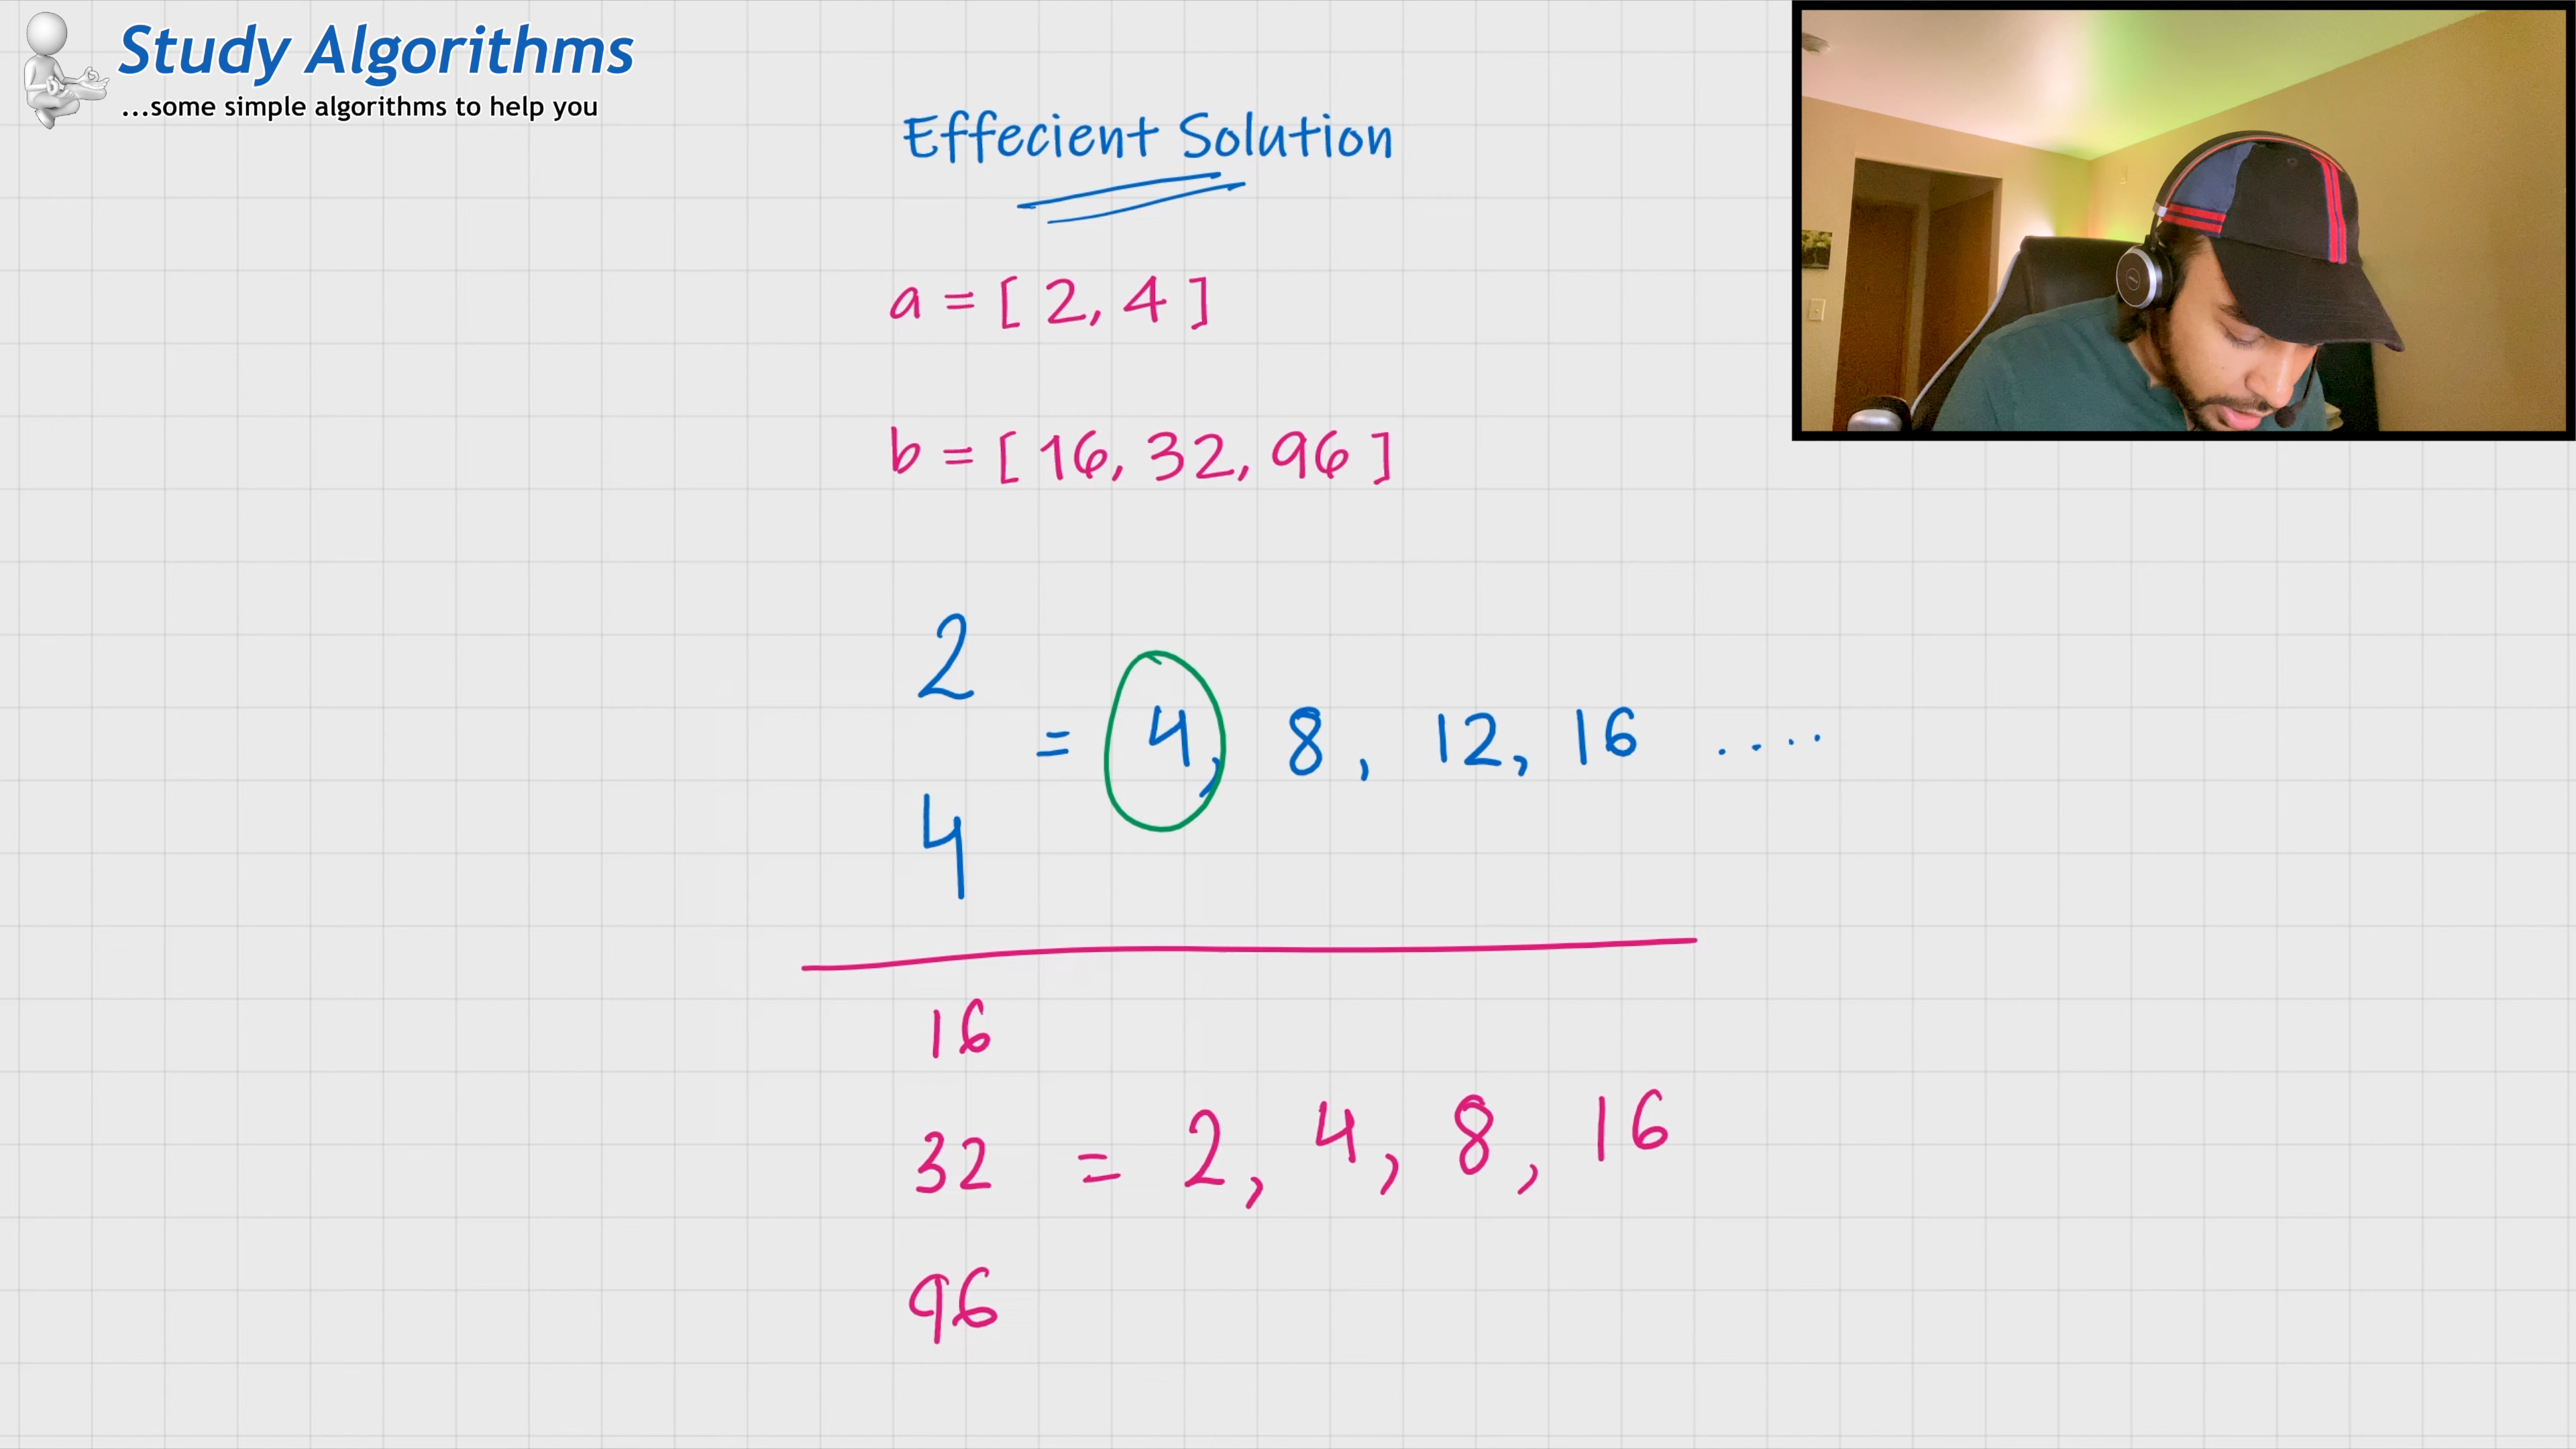 Study Algorithms
...some simple algorithms to help you
Effecient Solution
a = [ 2, 4 ]
b = [ 16, 32, 96 ]
2
= 4, 8, 12, 16 ....
4
16
32 = 2, 4, 8, 16
96